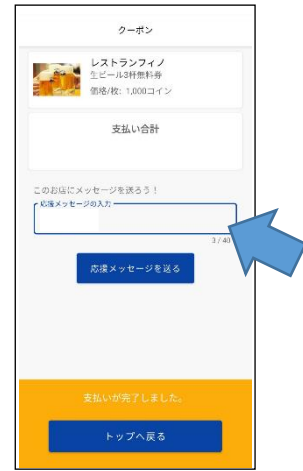 クーポン
レストランフィノ
生ビール3杯無料券
価格/枚: 1,000コイン
支払い合計
このお店にメッセージを送ろう！
応援メッセージの入力
3 / 40
応援メッセージを送る
支払いが完了しました。
トップへ戻る